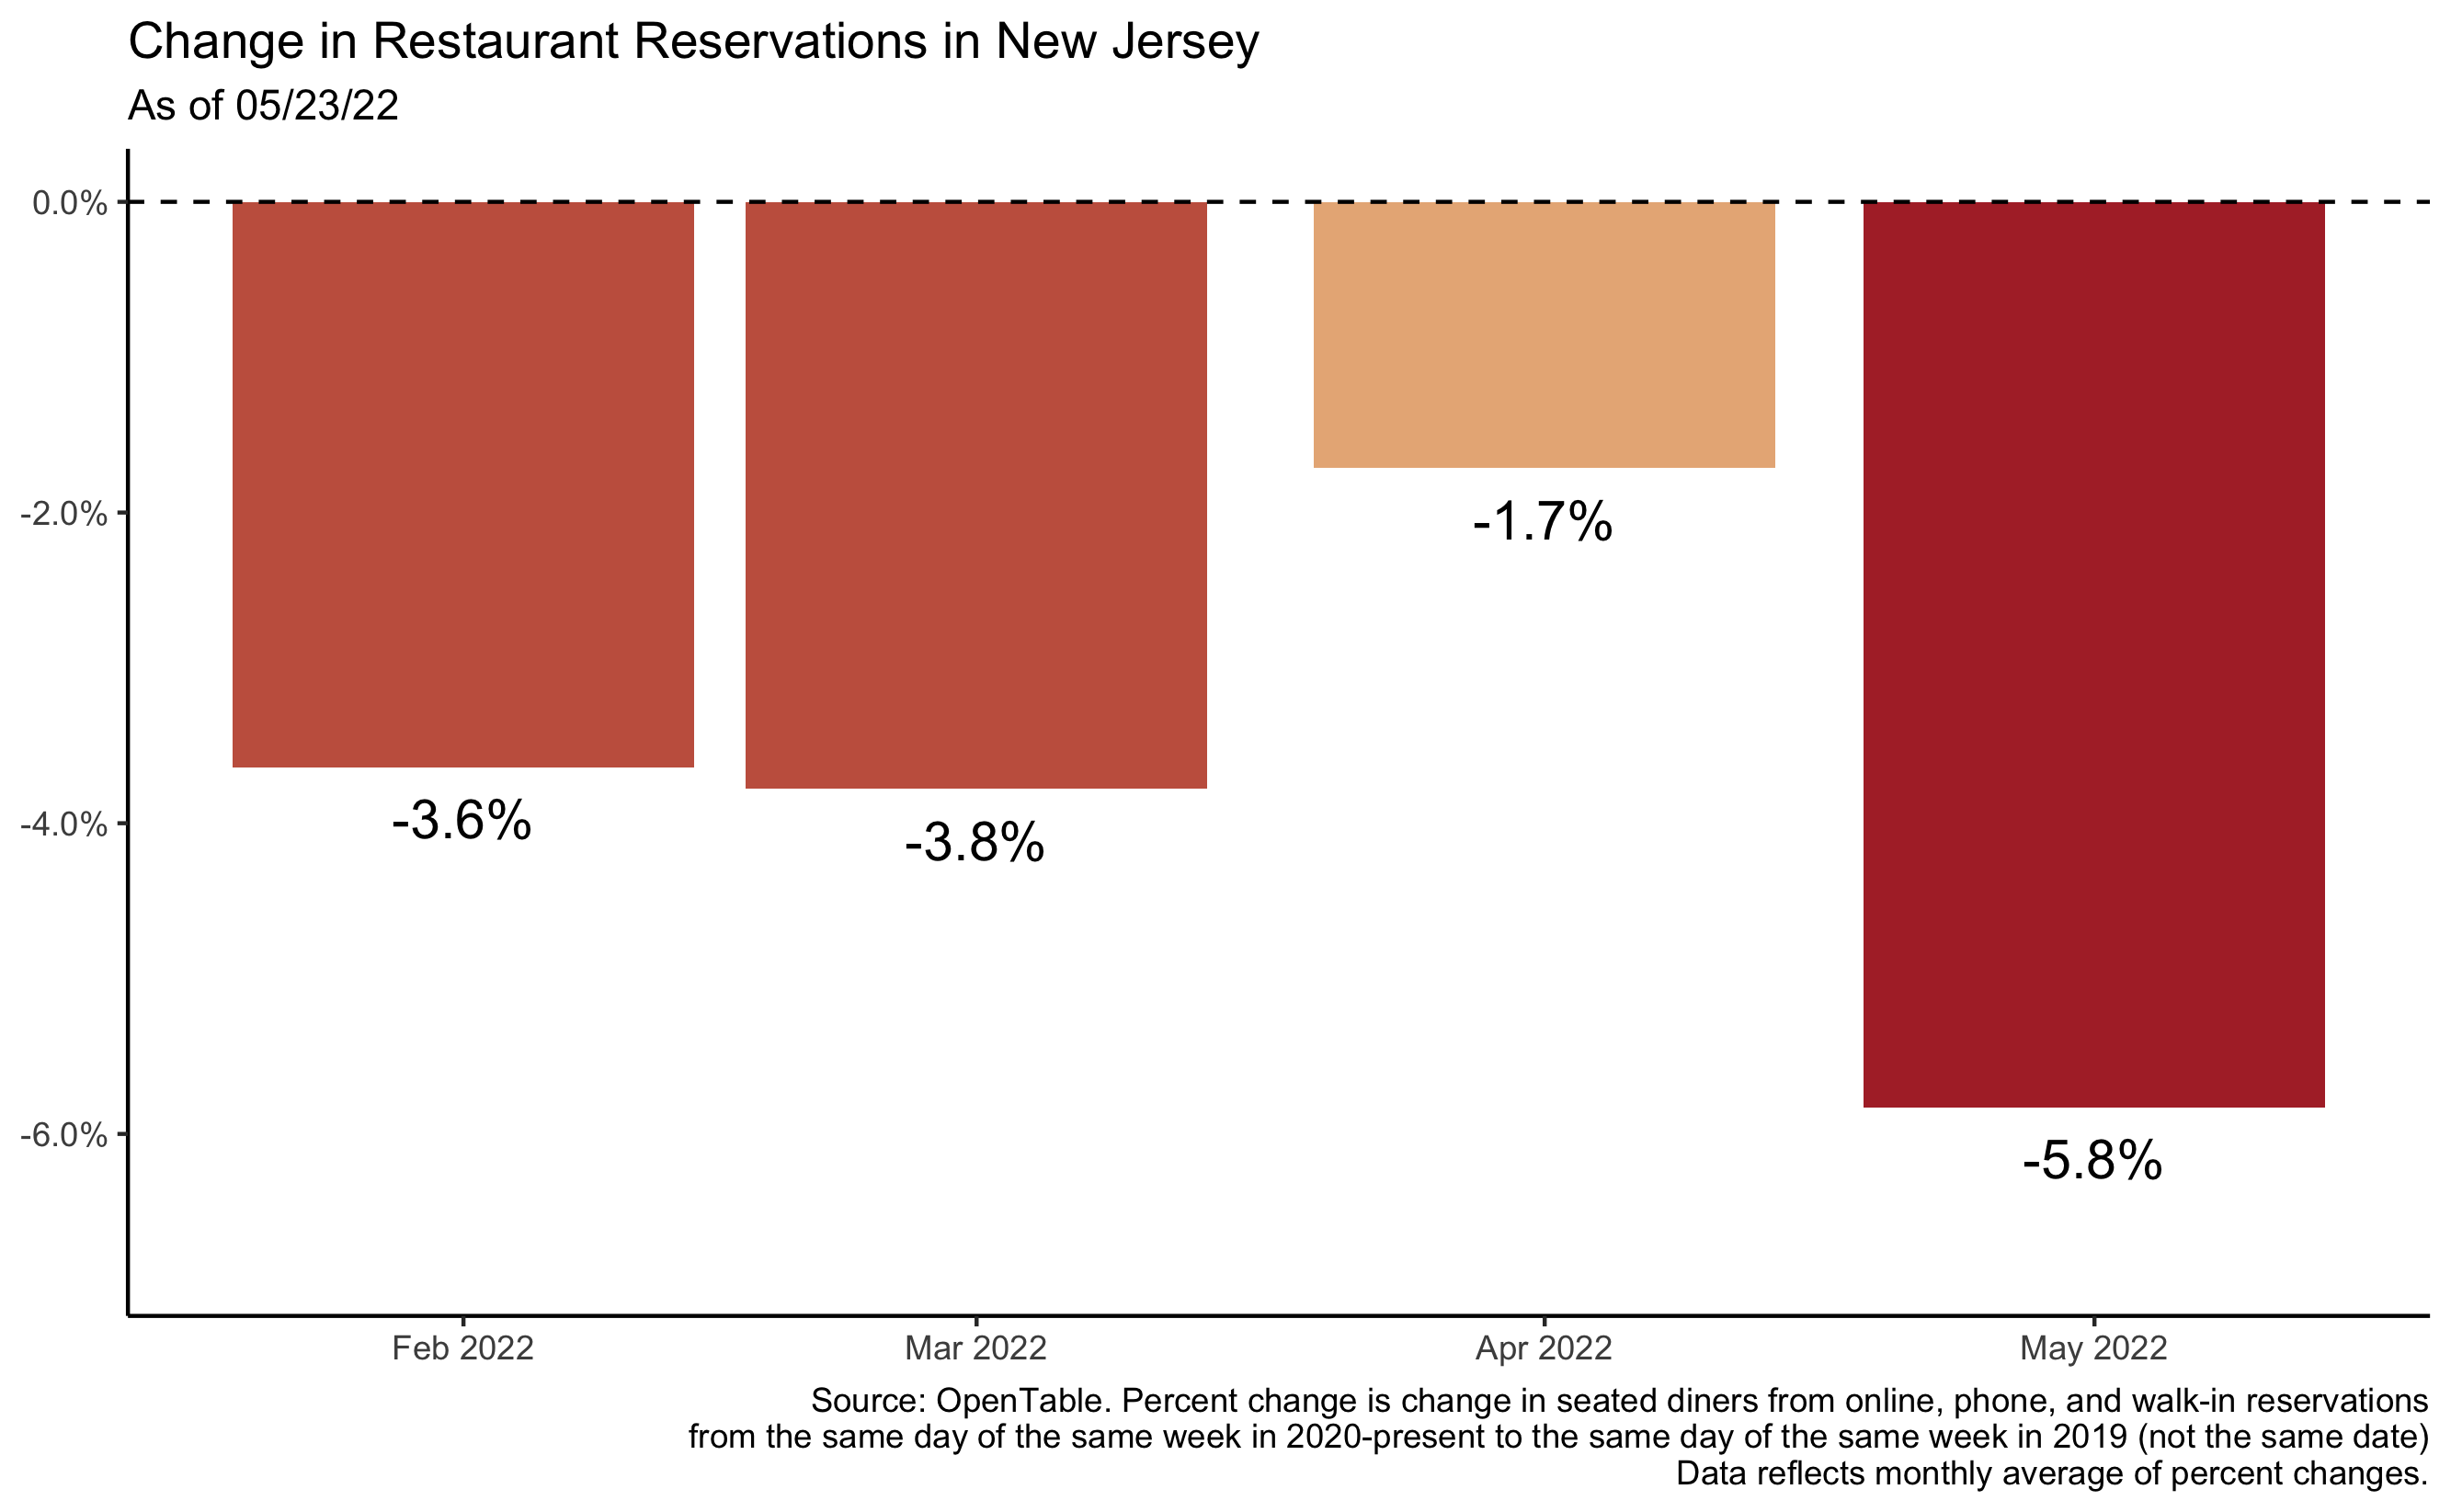 Change in Restaurant Reservations in New Jersey
As of 05/23/22
0.0%
-2.0%
-4.0%
-6.0%
-3.6%
-3.8%
-1.7%
-5.8%
Feb 2022
Mar 2022
Apr 2022
May 2022
Source: OpenTable. Percent change is change in seated diners from online, phone, and walk-in reservations
from the same day of the same week in 2020-present to the same day of the same week in 2019 (not the same date)
Data reflects monthly average of percent changes.